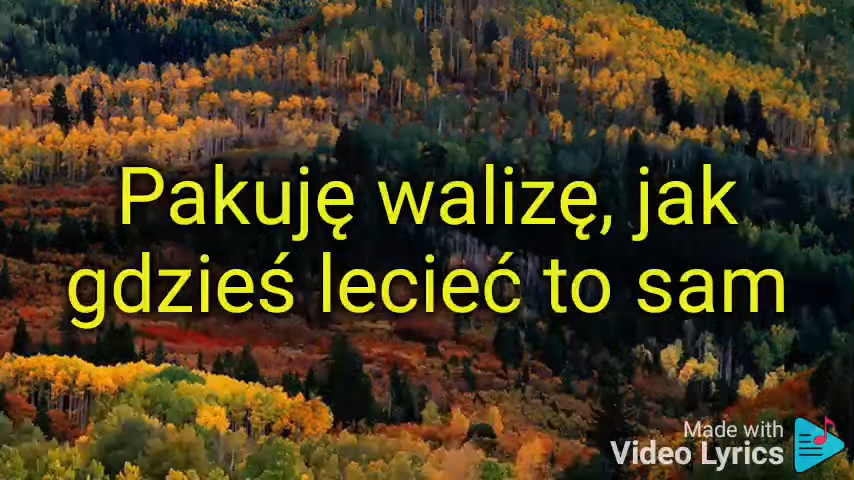 Pakuję walizę, jak
gdzieś lecieć to sam
Made with
Video Lyrics